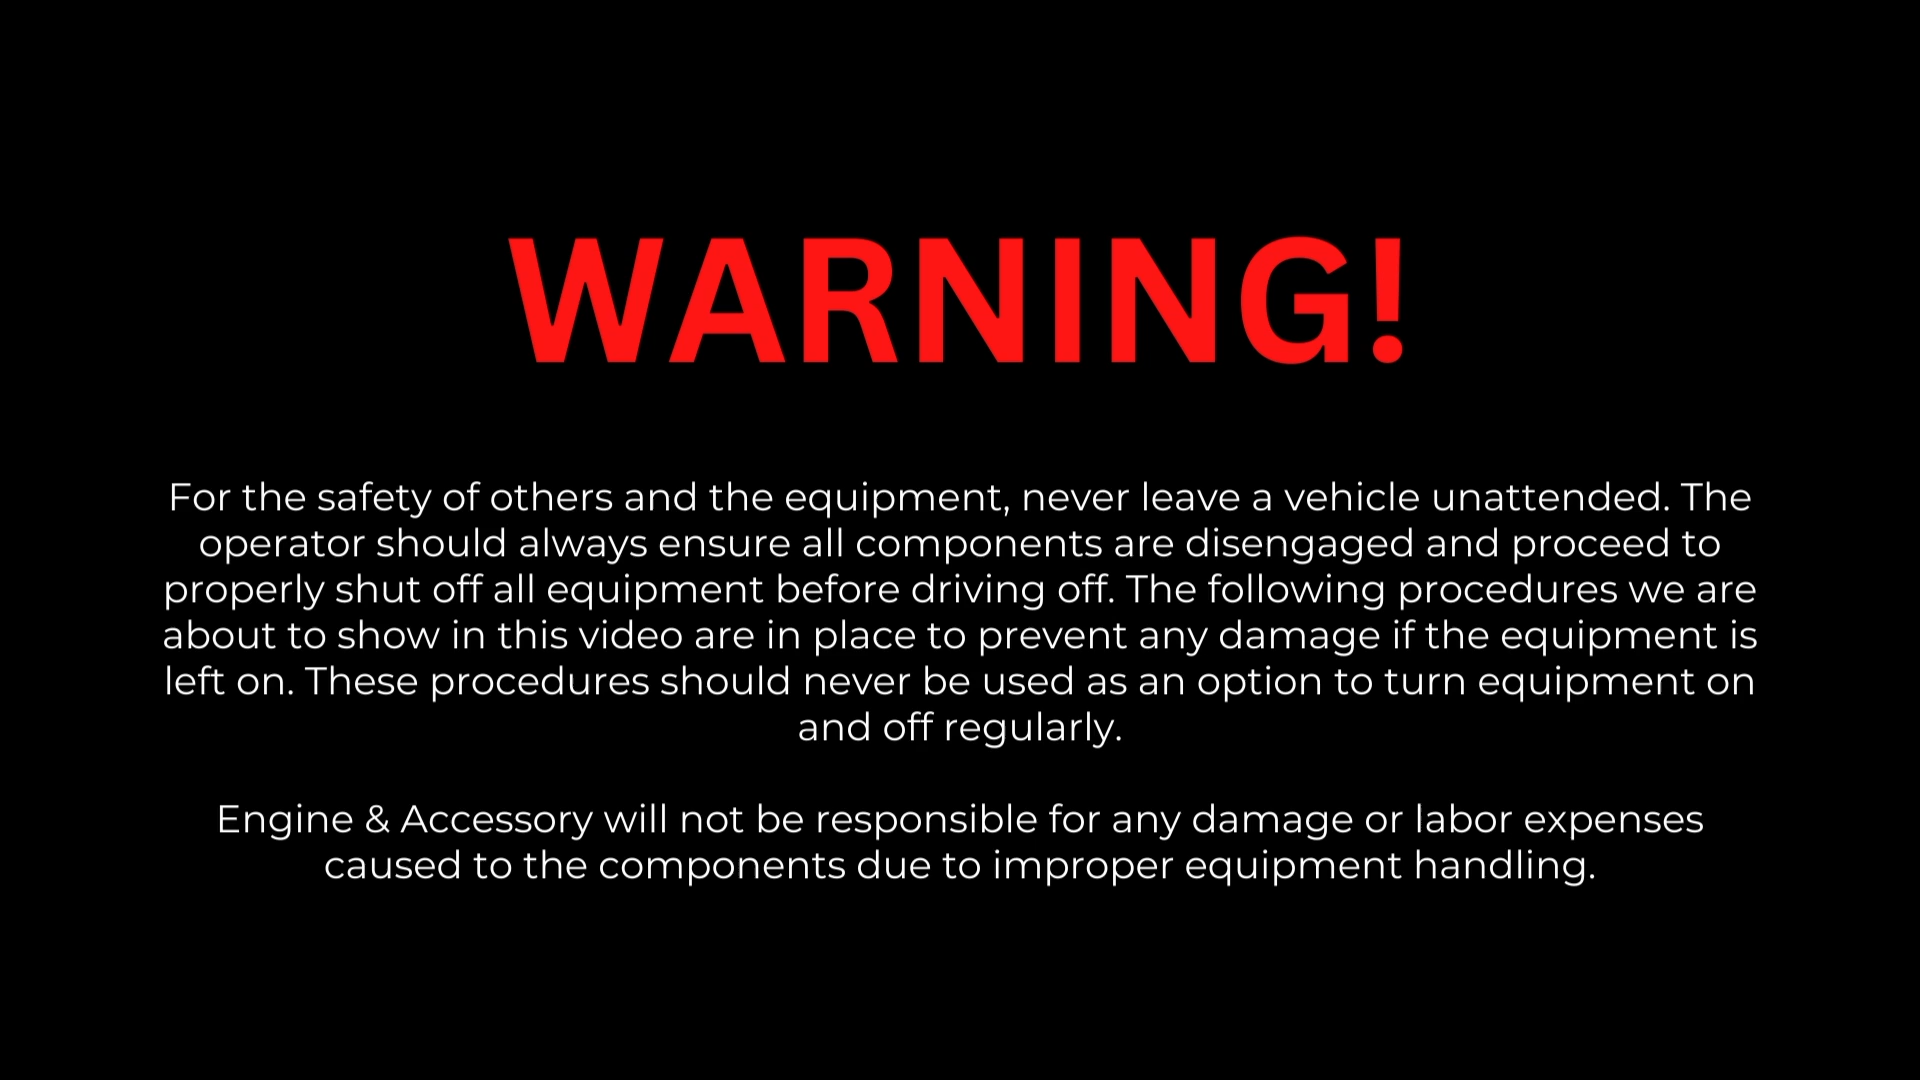 WARNING!
For the safety of others and the equipment, never leave a vehicle unattended. The
operator should always ensure all components are disengaged and proceed to
properly shut off all equipment before driving off. The following procedures we are
about to show in this video are in place to prevent any damage if the equipment is
left on. These procedures should never be used as an option to turn equipment on
and off regularly.
Engine & Accessory will not be responsible for any damage or labor expenses
caused to the components due to improper equipment handling.